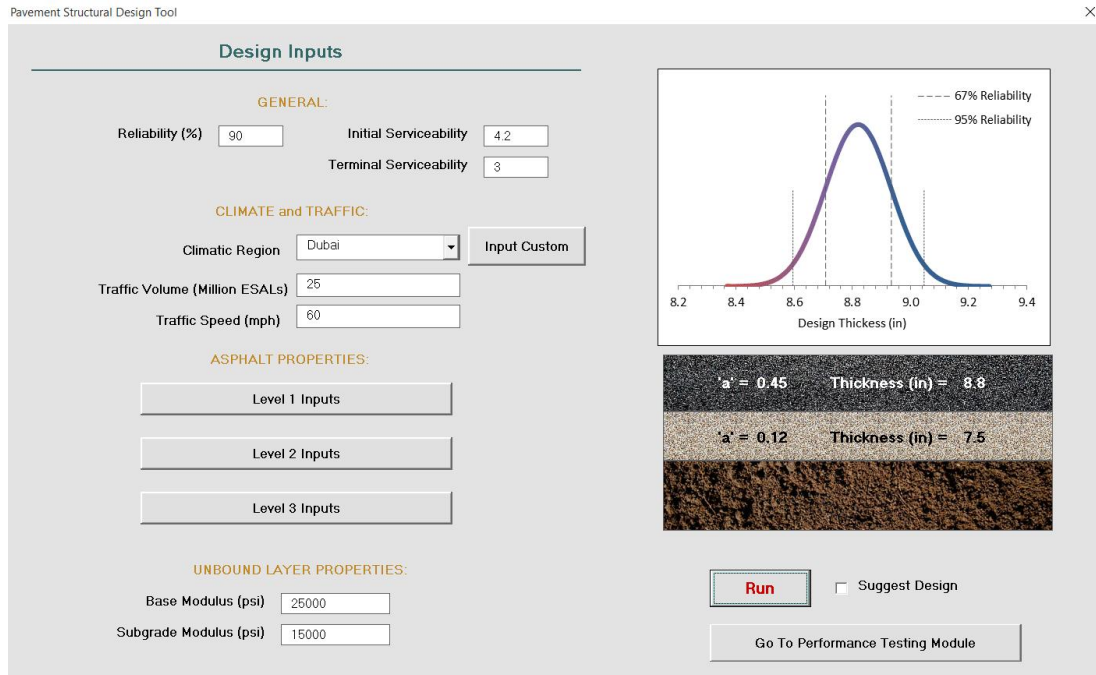 Pavement Structural Design Tool
Design Inputs
GENERAL:
Reliability (%) 90 Initial Serviceability 4.2
Terminal Serviceability 3
CLIMATE and TRAFFIC:
Climatic Region Dubai Input Custom
Traffic Volume (Million ESALs) 25
Traffic Speed (mph) 60
ASPHALT PROPERTIES:
Level 1 Inputs
Level 2 Inputs
Level 3 Inputs
UNBOUND LAYER PROPERTIES:
Base Modulus (psi) 25000
Subgrade Modulus (psi) 15000
67% Reliability
95% Reliability
8.2 8.4 8.6 8.8 9.0 9.2 9.4
Design Thickess (in)
'a' = 0.45 Thickness (in) = 8.8
'a' = 0.12 Thickness (in) = 7.5
Run Suggest Design
Go To Performance Testing Module